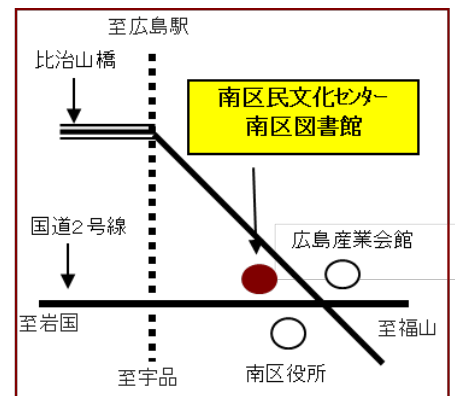 至広島駅
比治山橋
南区民文化センター
南区図書館
国道2号線
広島産業会館
至岩国
至福山
至宇品
南区役所